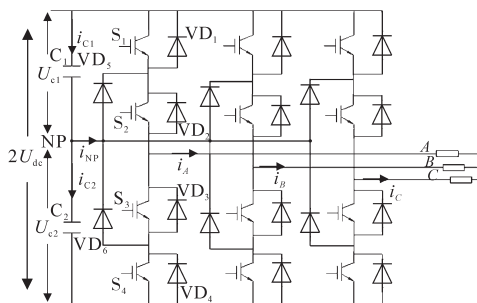 i_C1
S_1
VD_1
C_1
VD_5
U_c1
S_2
NP
VD_2
2U_dc
i_NP
i_A
A
i_B
B
i_C2
i_C
C
S_3
VD_3
C_2
U_c2
VD_6
S_4
VD_4